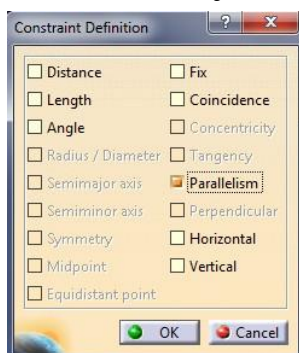 Constraint Definition ?
Distance Fix
Length Coincidence
Angle Concentricity
Radius / Diameter Tangency
Semimajor axis Parallelism
Semiminor axis Perpendicular
Symmetry Horizontal
Midpoint Vertical
Equidistant point
OK Cancel